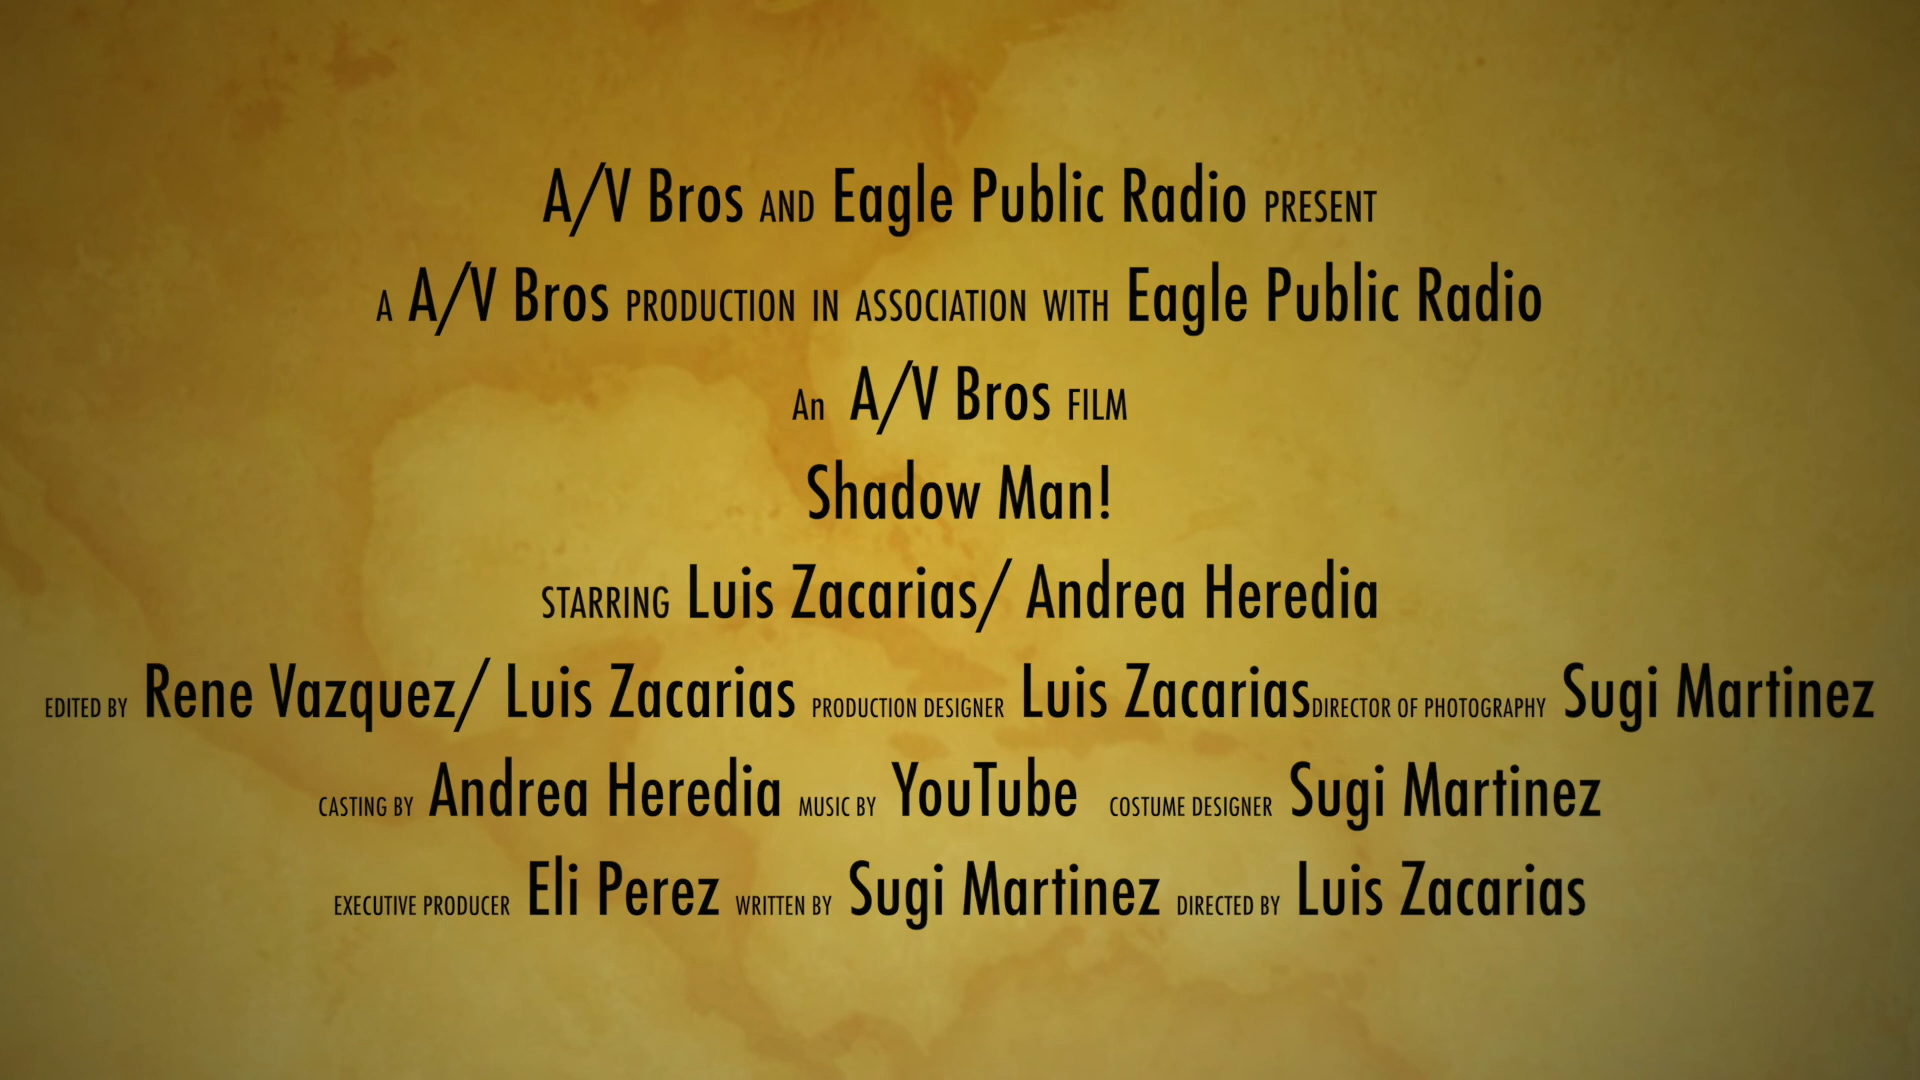 A/V Bros AND Eagle Public Radio PRESENT
A A/V Bros PRODUCTION IN ASSOCIATION WITH Eagle Public Radio
An A/V Bros FILM
Shadow Man!
STARRING Luis Zacarias/ Andrea Heredia
EDITED BY Rene Vazquez/ Luis Zacarias PRODUCTION DESIGNER Luis ZacariasDIRECTOR OF PHOTOGRAPHY Sugi Martinez
CASTING BY Andrea Heredia MUSIC BY YouTube COSTUME DESIGNER Sugi Martinez
EXECUTIVE PRODUCER Eli Perez WRITTEN BY Sugi Martinez DIRECTED BY Luis Zacarias